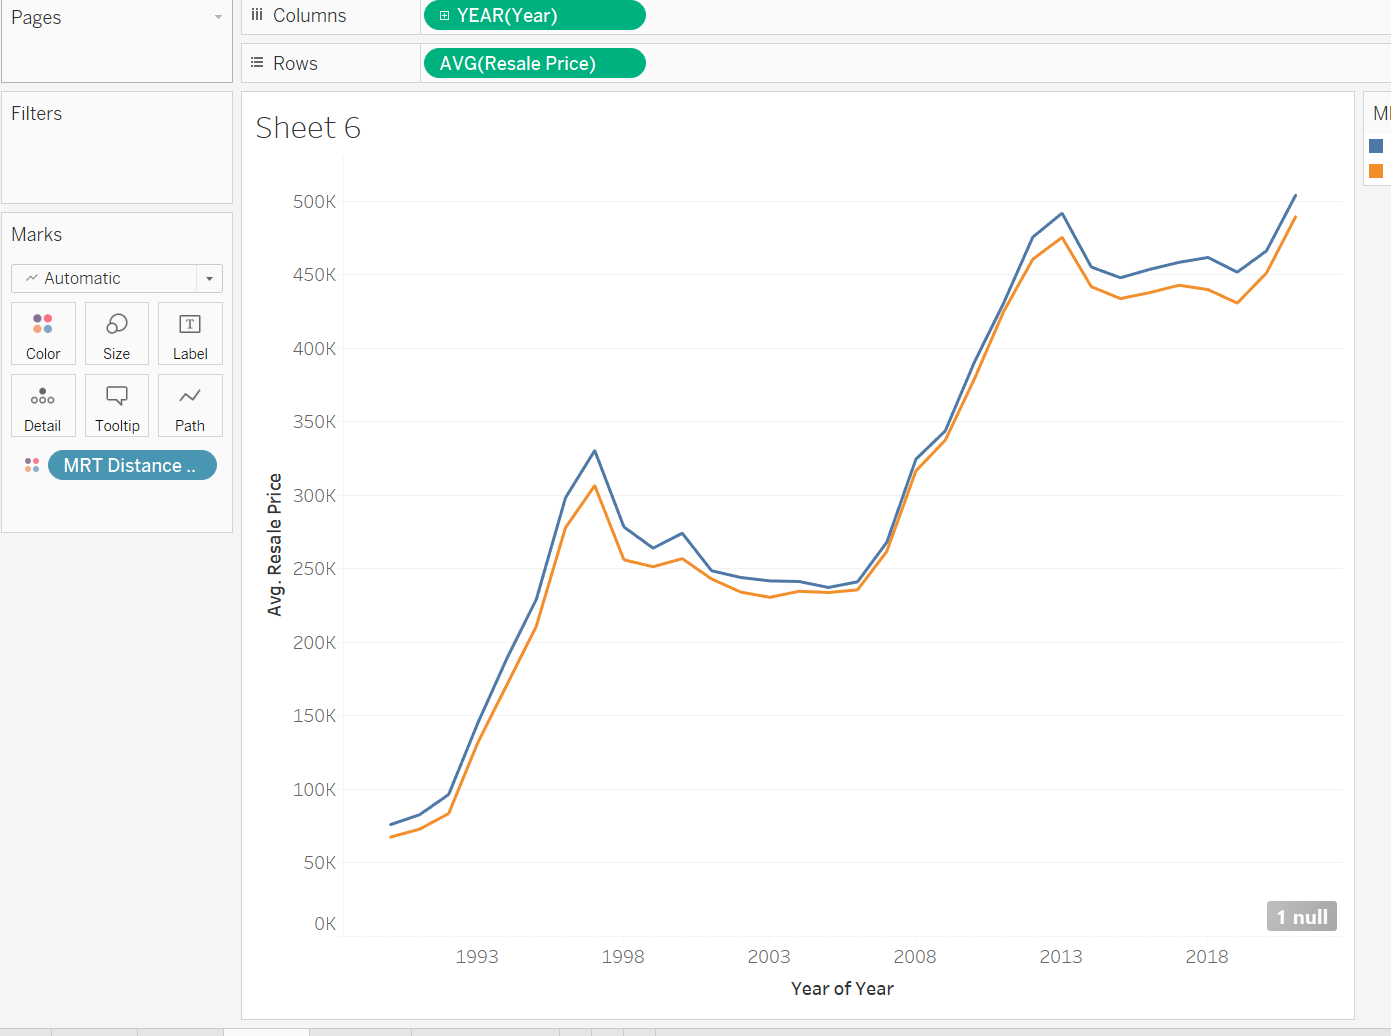 Pages
Columns
YEAR(Year)
Rows
AVG(Resale Price)
Filters
Marks
Automatic
Color
Size
Label
Detail
Tooltip
Path
MRT Distance ..
Sheet 6
Avg. Resale Price
500K
450K
400K
350K
300K
250K
200K
150K
100K
50K
0K
1 null
1993
1998
2003
2008
2013
2018
Year of Year